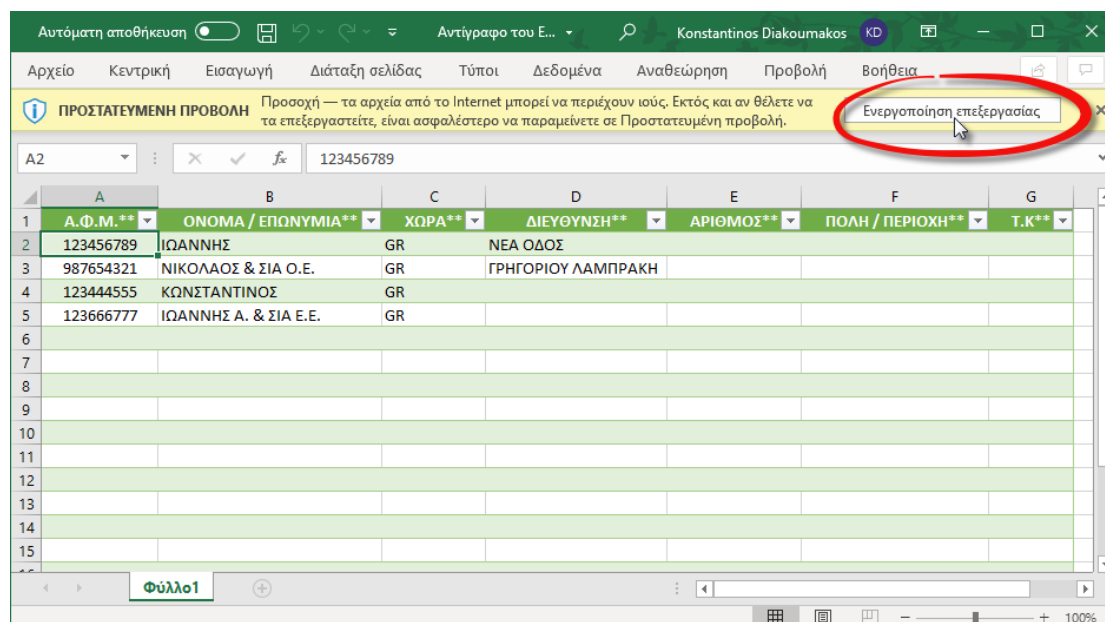 Αυτόματη αποθήκευση Αντίγραφο του Ε... Konstantinos Diakoumakos KD
Αρχείο Κεντρική Εισαγωγή Διάταξη σελίδας Τύποι Δεδομένα Αναθεώρηση Προβολή Βοήθεια
ΠΡΟΣΤΑΤΕΥΜΕΝΗ ΠΡΟΒΟΛΗ Προσοχή — τα αρχεία από το Internet μπορεί να περιέχουν ιούς. Εκτός και αν θέλετε να
τα επεξεργαστείτε, είναι ασφαλέστερο να παραμείνετε σε Προστατευμένη προβολή.
Ενεργοποίηση επεξεργασίας
A2 fx 123456789
A B C D E F G
1 Α.Φ.Μ.** ΟΝΟΜΑ / ΕΠΩΝΥΜΙΑ** ΧΩΡΑ** ΔΙΕΥΘΥΝΣΗ** ΑΡΙΘΜΟΣ** ΠΟΛΗ / ΠΕΡΙΟΧΗ** Τ.Κ**
2 123456789 ΙΩΑΝΝΗΣ GR ΝΕΑ ΟΔΟΣ
3 987654321 ΝΙΚΟΛΑΟΣ & ΣΙΑ Ο.Ε. GR ΓΡΗΓΟΡΙΟΥ ΛΑΜΠΡΑΚΗ
4 123444555 ΚΩΝΣΤΑΝΤΙΝΟΣ GR
5 123666777 ΙΩΑΝΝΗΣ Α. & ΣΙΑ Ε.Ε. GR
6
7
8
9
10
11
12
13
14
15
Φύλλο1
100%